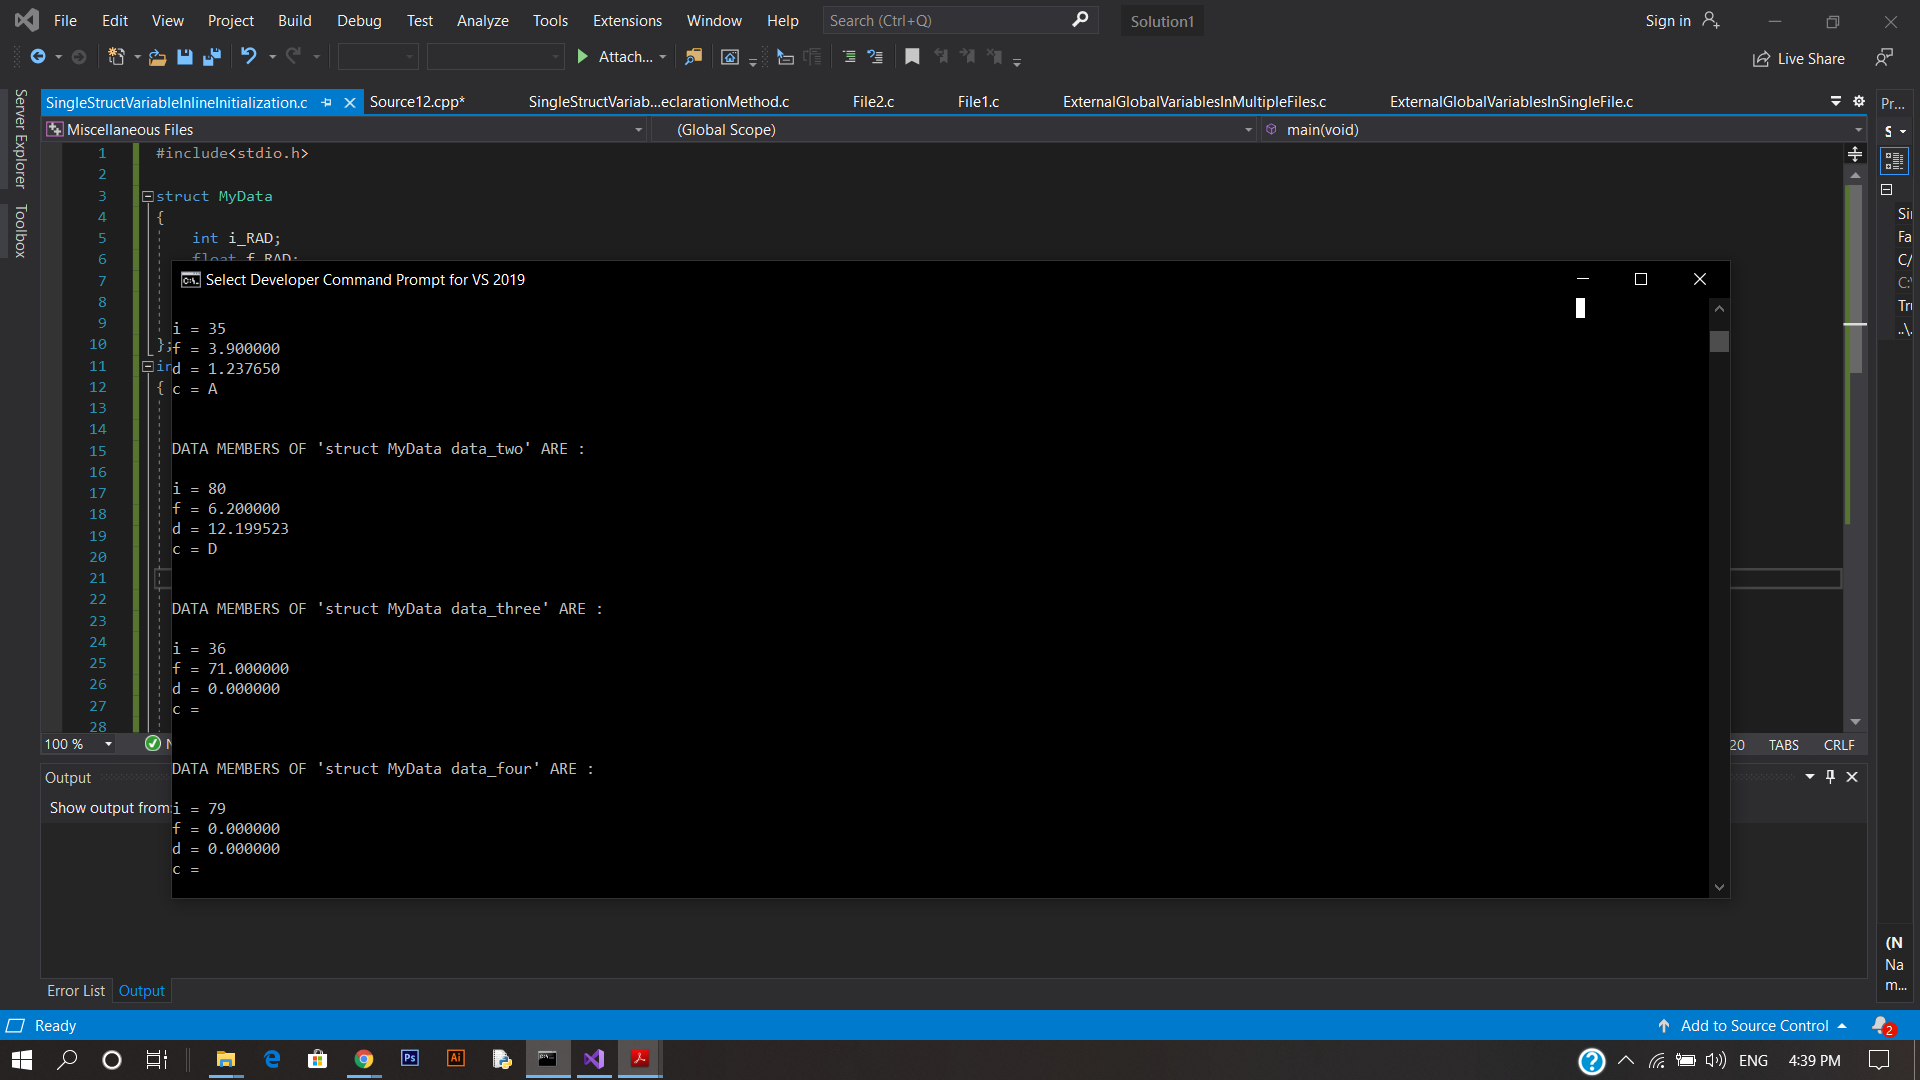 File Edit View Project Build Debug Test Analyze Tools Extensions Window Help Search (Ctrl+Q) Solution1 Sign in
Attach... Live Share
SingleStructVariableInlineInitialization.c Source12.cpp* SingleStructVariab...eclarationMethod.c File2.c File1.c ExternalGlobalVariablesInMultipleFiles.c ExternalGlobalVariablesInSingleFile.c Pr...
Server Explorer
Toolbox
Miscellaneous Files (Global Scope) main(void) S
1 #include<stdio.h>
2
3 struct MyData
4 {
5 int i_RAD;
6 float f_RAD;
7
8
9
10 };
11 in
12 {
13
14
15
16
17
18
19
20
21
22
23
24
25
26
27
28
Select Developer Command Prompt for VS 2019
i = 35
f = 3.900000
d = 1.237650
c = A
DATA MEMBERS OF 'struct MyData data_two' ARE :
i = 80
f = 6.200000
d = 12.199523
c = D
DATA MEMBERS OF 'struct MyData data_three' ARE :
i = 36
f = 71.000000
d = 0.000000
c =
DATA MEMBERS OF 'struct MyData data_four' ARE :
i = 79
f = 0.000000
d = 0.000000
c =
Sii
Fa
C/
C:\
Tru
..\.
100 % N 20 TABS CRLF
Output
Show output from:
(N
Na
m...
Error List Output
Ready Add to Source Control 2
Ps Ai ENG 4:39 PM